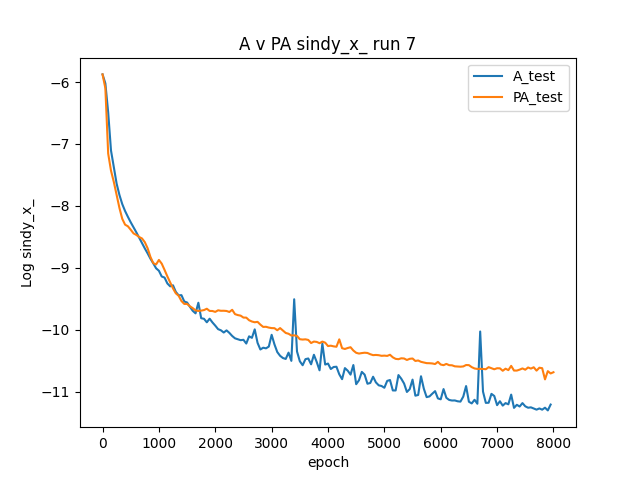 A v PA sindy_x_ run 7
A_test
PA_test
Log sindy_x_
−6
−7
−8
−9
−10
−11
0 1000 2000 3000 4000 5000 6000 7000 8000
epoch